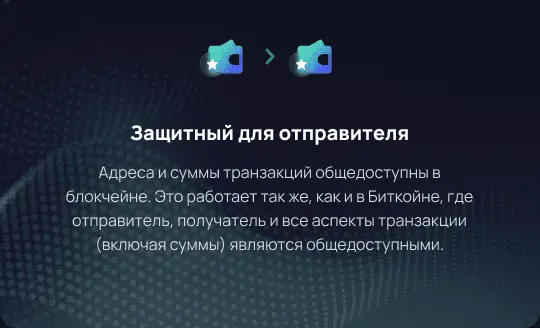 Защитный для отправителя
Адреса и суммы транзакций общедоступны в
блокчейне. Это работает так же, как и в Биткойне, где
отправитель, получатель и все аспекты транзакции
(включая суммы) являются общедоступными.